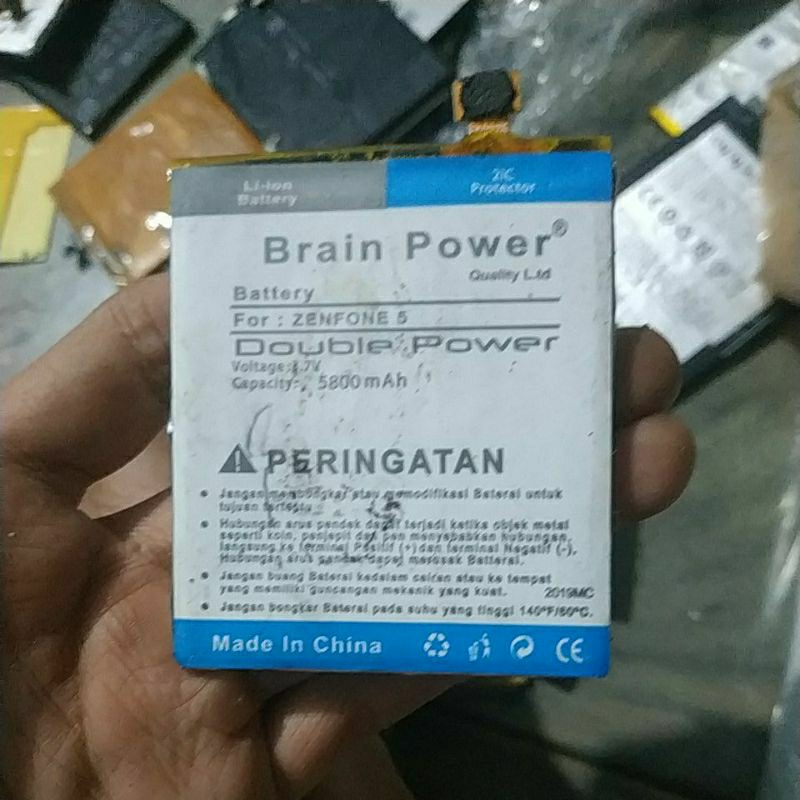 Li-ion
Battery
2IC
Protector
Brain Power®
Quality Ltd
Battery
For : ZENFONE 5
Double Power
Voltage: 3.7V
Capacity: 5800mAh
PERINGATAN
Jangan membongkar atau memodifikasi Baterai untuk
tujuan tertentu
Hubungan arus pendek dapat terjadi ketika objek metal
seperti koin, penjepit dan pen menyebabkan hubungan,
langsung ke terminal Positif (+) dan terminal Negatif (-).
Hubungan arus pendek dapat merusak Baterai.
Jangan buang Baterai kedalam cairan atau ke tempat
yang memiliki guncangan mekanik yang kuat.
2019MC
Jangan bongkar Baterai pada suhu yang tinggi 140°F/60°C.
Made In China
CE